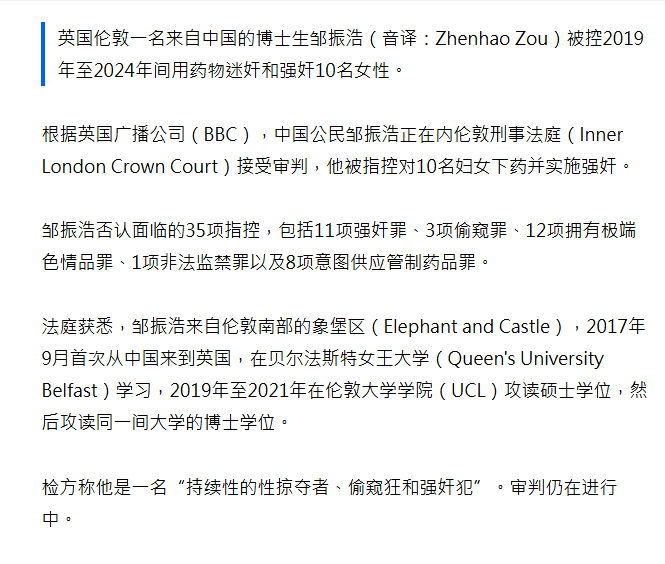 英国伦敦一名来自中国的博士生邹振浩（音译：Zhenhao Zou）被控2019
年至2024年间用药物迷奸和强奸10名女性。
根据英国广播公司（BBC），中国公民邹振浩正在内伦敦刑事法庭（Inner
London Crown Court）接受审判，他被指控对10名妇女下药并实施强奸。
邹振浩否认面临的35项指控，包括11项强奸罪、3项偷窥罪、12项拥有极端
色情品罪、1项非法监禁罪以及8项意图供应管制药品罪。
法庭获悉，邹振浩来自伦敦南部的象堡区（Elephant and Castle），2017年
9月首次从中国来到英国，在贝尔法斯特女王大学（Queen's University
Belfast）学习，2019年至2021年在伦敦大学学院（UCL）攻读硕士学位，然
后攻读同一间大学的博士学位。
检方称他是一名“持续性的性掠夺者、偷窥狂和强奸犯”。审判仍在进行
中。